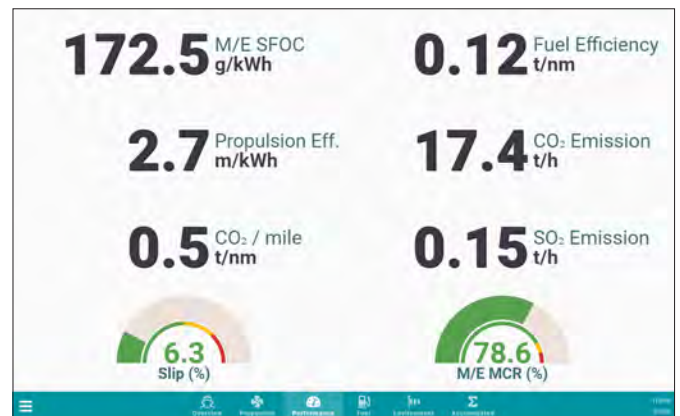 172.5 M/E SFOC
g/kWh
0.12 Fuel Efficiency
t/nm
2.7 Propulsion Eff.
m/kWh
17.4 CO₂ Emission
t/h
0.5 CO₂ / mile
t/nm
0.15 SO₂ Emission
t/h
6.3
Slip (%)
78.6
M/E MCR (%)
Overview Propulsion Performance Fuel Environment Accumulated